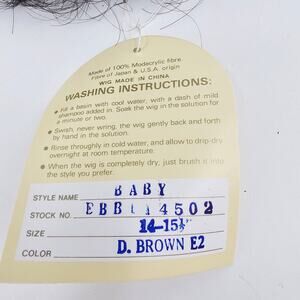 Made of 100% Modacrylic fibre.
Fibre of Japan & U.S.A. origin
WIG MADE IN CHINA
WASHING INSTRUCTIONS:
• Fill a basin with cool water, with a dash of mild
shampoo added in. Soak the wig in the solution for
a minute or two.
• Swish, never wring, the wig gently back and forth
by hand in the solution.
• Rinse throughly in cold water, and allow to drip-dry
overnight at room temperature.
• When the wig is completely dry, just brush it into
the style you prefer.
STYLE NAME BABY
STOCK NO. EBB114502
SIZE 14-15½"
COLOR D. BROWN E2